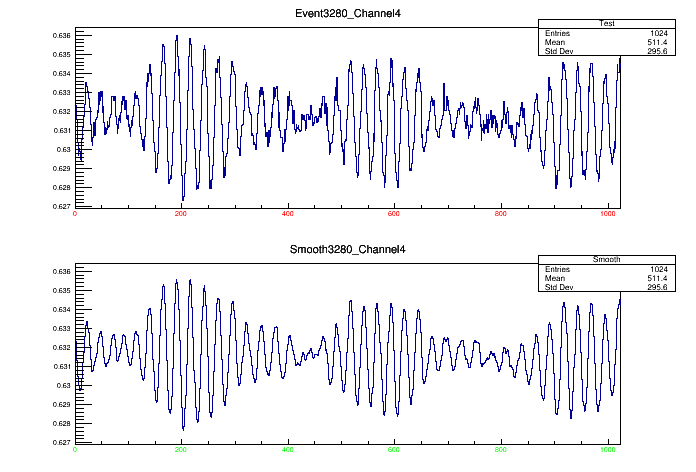 Event3280_Channel4
Test
Entries 1024
Mean 511.4
Std Dev 295.6
0.636
0.635
0.634
0.633
0.632
0.631
0.63
0.629
0.628
0.627
0 200 400 600 800 1000
Smooth3280_Channel4
Smooth
Entries 1024
Mean 511.4
Std Dev 295.6
0.636
0.635
0.634
0.633
0.632
0.631
0.63
0.629
0.628
0.627
0 200 400 600 800 1000